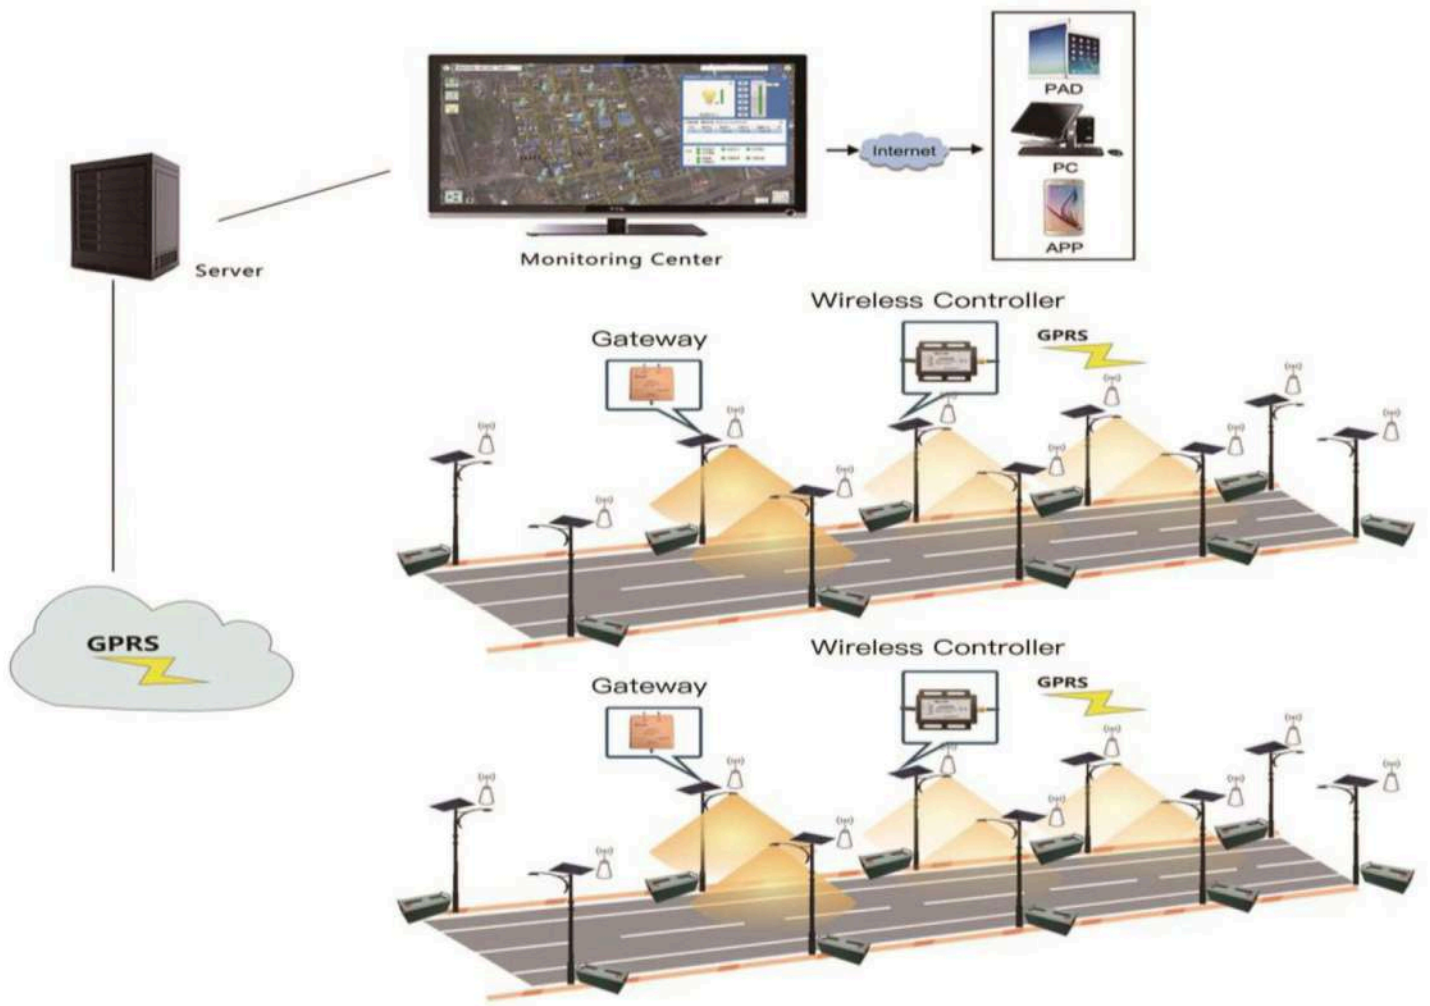 PAD
Internet
PC
APP
Monitoring Center
Server
Wireless Controller
GPRS
Gateway
GPRS
Wireless Controller
GPRS
Gateway